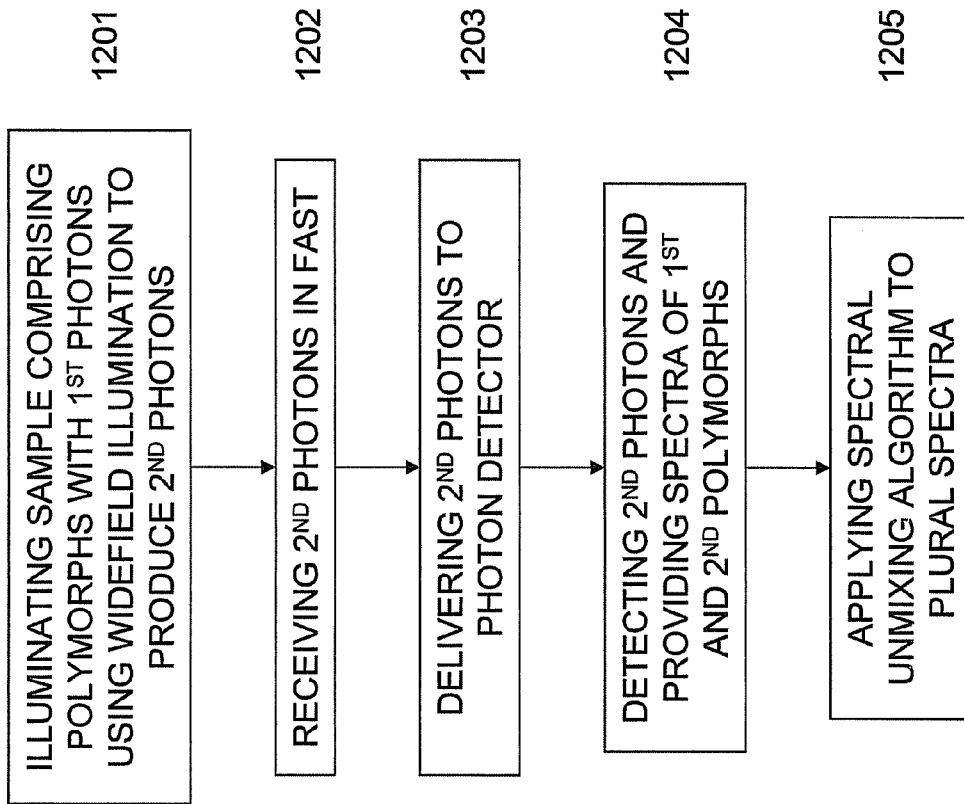 ILLUMINATING SAMPLE COMPRISING
POLYMORPHS WITH 1ST PHOTONS
USING WIDEFIELD ILLUMINATION TO
PRODUCE 2ND PHOTONS
1201
RECEIVING 2ND PHOTONS IN FAST
1202
DELIVERING 2ND PHOTONS TO
PHOTON DETECTOR
1203
DETECTING 2ND PHOTONS AND
PROVIDING SPECTRA OF 1ST
AND 2ND POLYMORPHS
1204
APPLYING SPECTRAL
UNMIXING ALGORITHM TO
PLURAL SPECTRA
1205